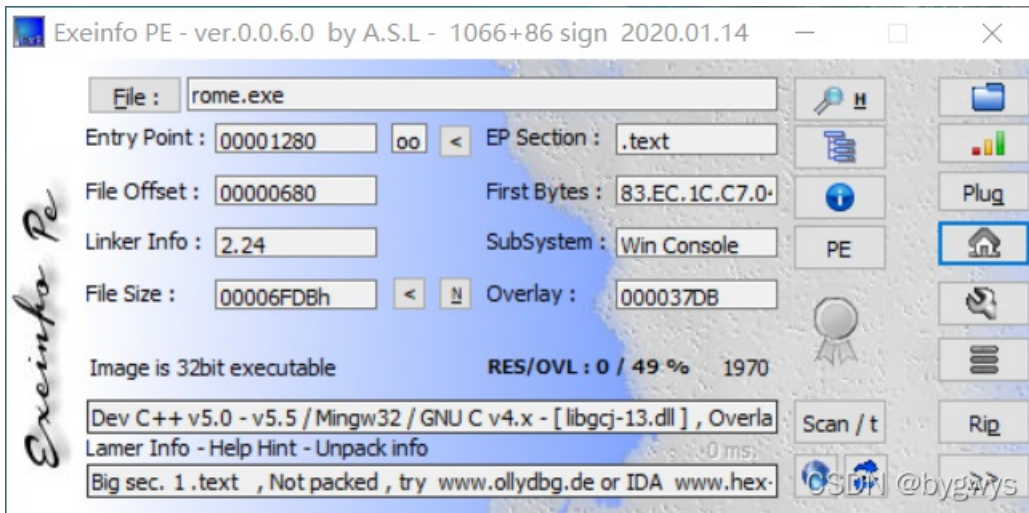 Exeinfo PE - ver.0.0.6.0 by A.S.L - 1066+86 sign 2020.01.14
Exeinfo Pe
File : rome.exe H
Entry Point : 00001280 oo < EP Section : .text
File Offset : 00000680 First Bytes : 83.EC.1C.C7.0 Plug
Linker Info : 2.24 SubSystem : Win Console PE
File Size : 00006FDBh < N Overlay : 000037DB
Image is 32bit executable RES/OVL : 0 / 49 % 1970
Dev C++ v5.0 - v5.5 / Mingw32 / GNU C v4.x - [ libgcj-13.dll ] , Overla Scan / t Rip
Lamer Info - Help Hint - Unpack info 0 ms.
Big sec. 1 .text , Not packed , try www.ollydbg.de or IDA www.hex- >>
CSDN @bygwys